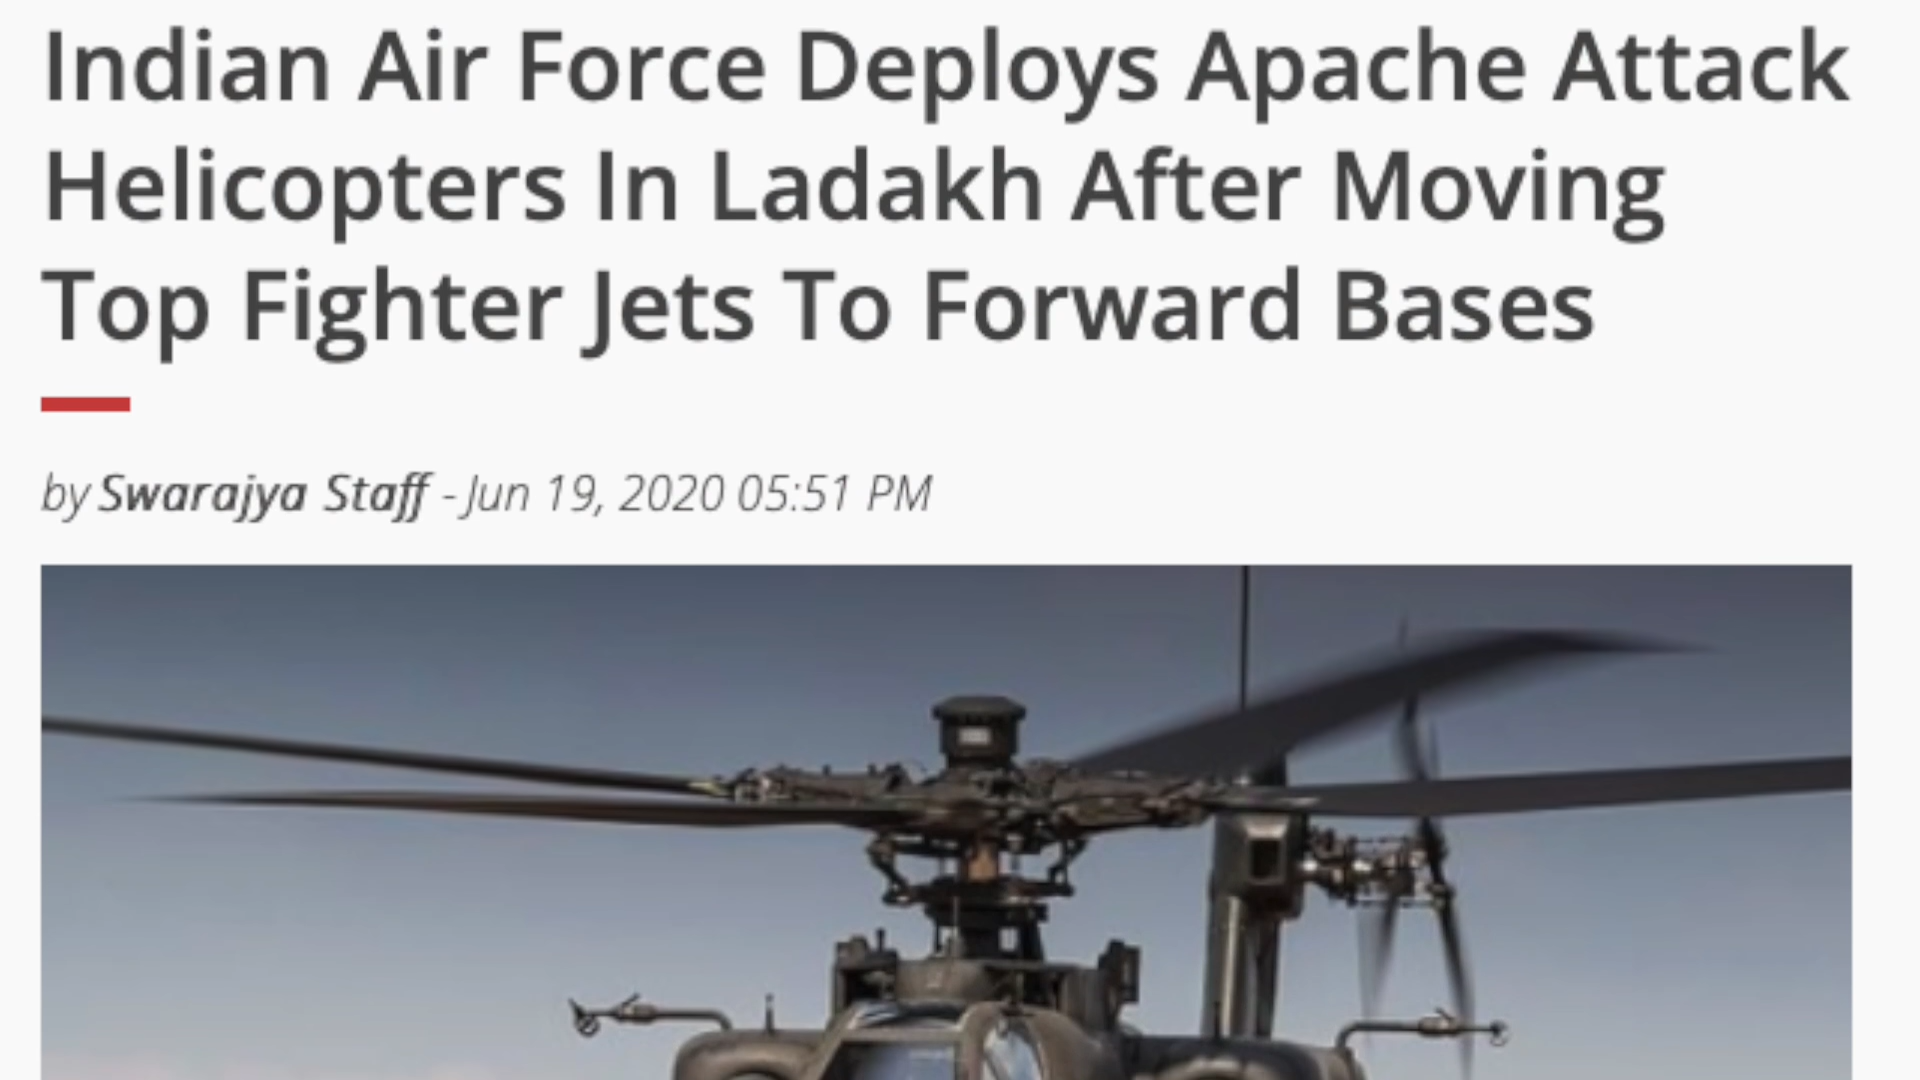 Indian Air Force Deploys Apache Attack
Helicopters In Ladakh After Moving
Top Fighter Jets To Forward Bases
by Swarajya Staff - Jun 19, 2020 05:51 PM